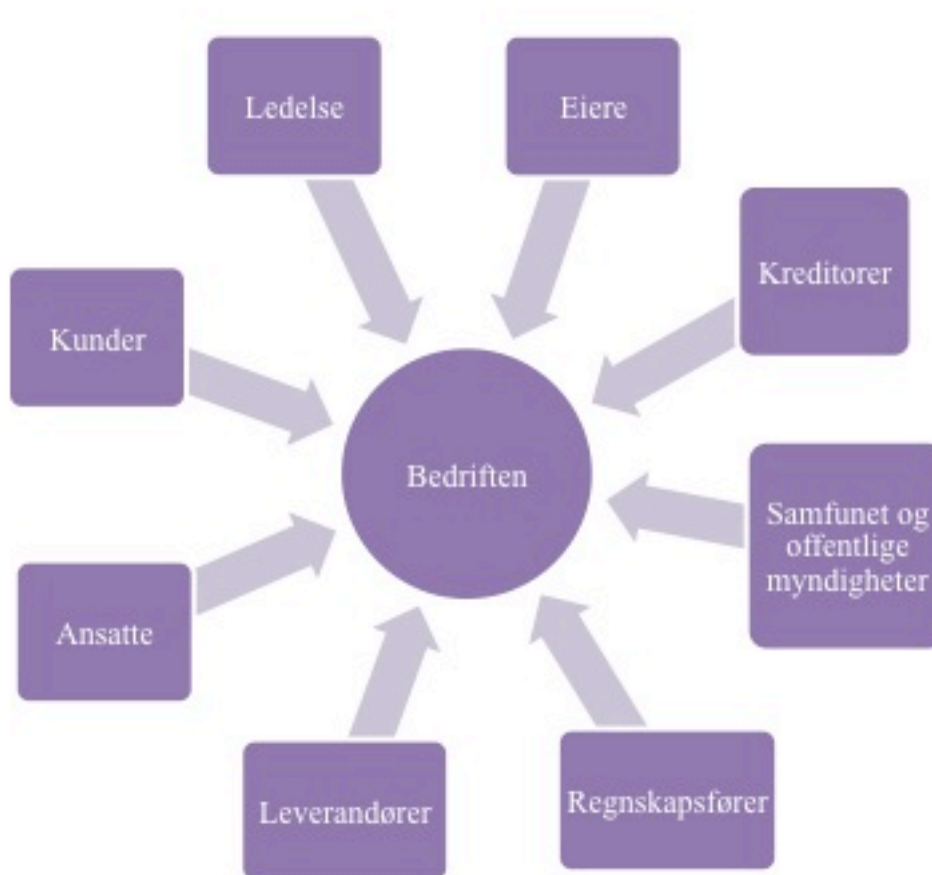 Ledelse
Eiere
Kreditorer
Kunder
Bedriften
Samfunet og
offentlige
myndigheter
Ansatte
Leverandører
Regnskapsfører